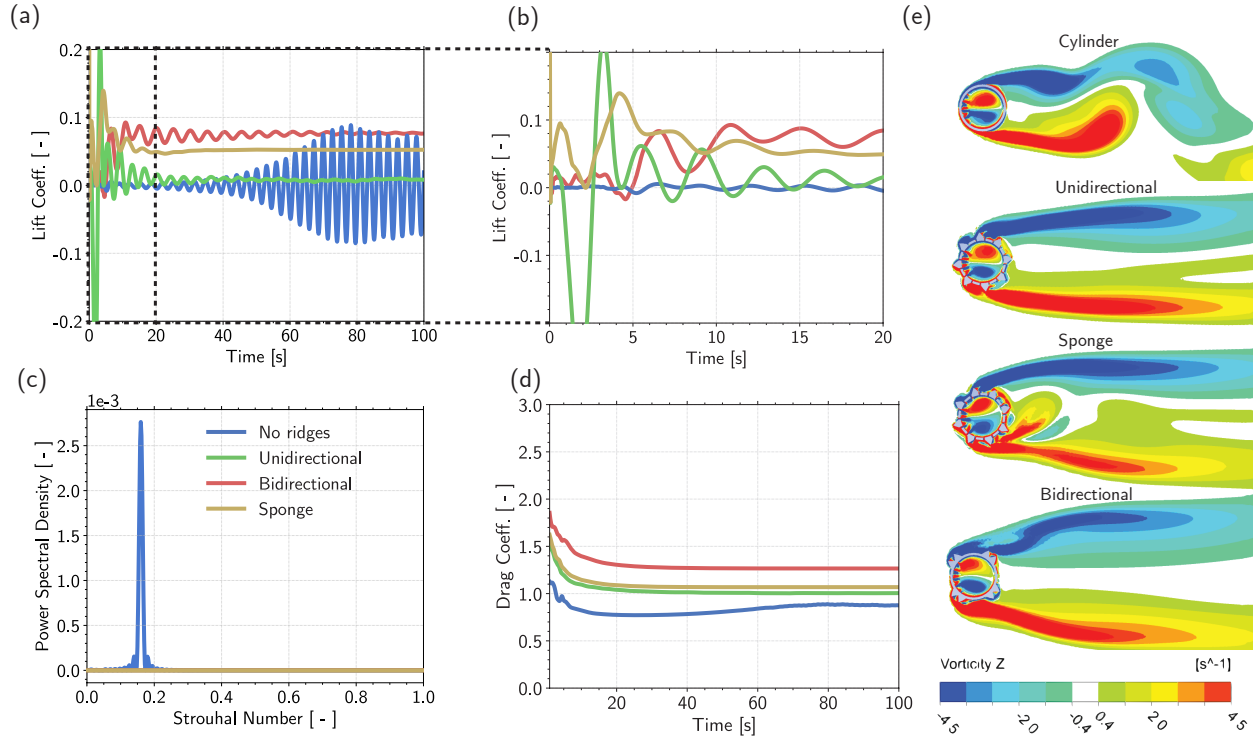 (a)
0.2
0.1
0.0
-0.1
-0.2
Lift Coeff. [ - ]
0 20 40 60 80 100
Time [s]
(b)
0.2
0.1
0.0
-0.1
Lift Coeff. [ - ]
0 5 10 15 20
Time [s]
(c)
1e-3
2.5
2.0
1.5
1.0
0.5
0.0
Power Spectral Density [ - ]
No ridges
Unidirectional
Bidirectional
Sponge
0.0 0.2 0.4 0.6 0.8 1.0
Strouhal Number [ - ]
(d)
3.0
2.5
2.0
1.5
1.0
0.5
0.0
Drag Coeff. [ - ]
20 40 60 80 100
Time [s]
(e)
Cylinder
Unidirectional
Sponge
Bidirectional
Vorticity Z [s^-1]
-4.5 -2.0 -0.4 0.4 2.0 4.5